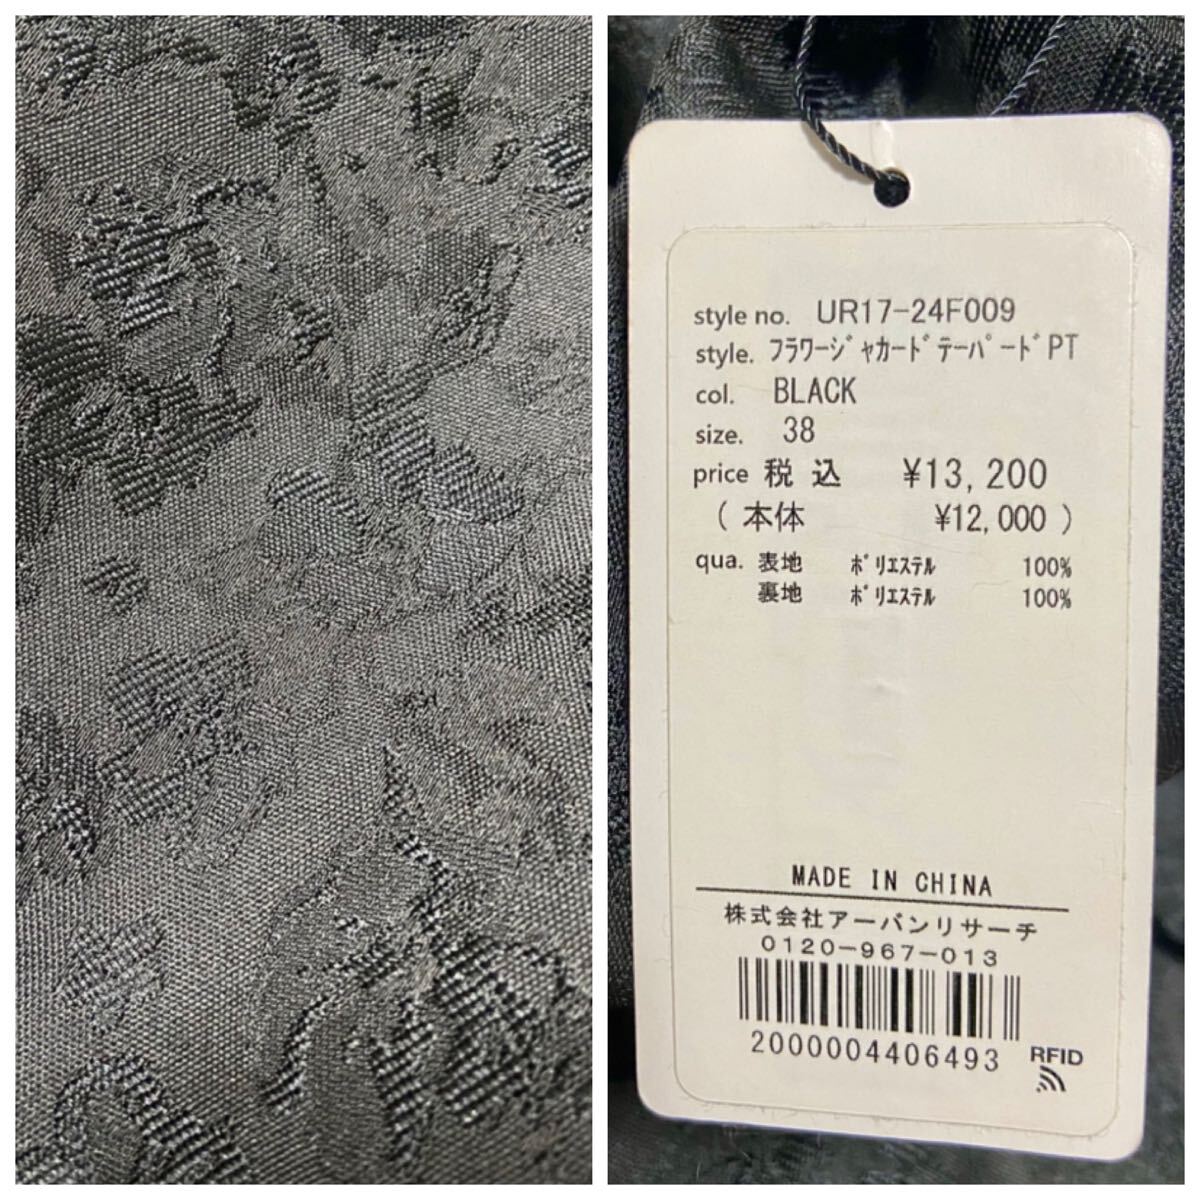 style no. UR17-24F009
style. ﾌﾗﾜｰｼﾞｬｶｰﾄﾞﾃｰﾊﾟｰﾄﾞPT
col. BLACK
size. 38
price 税込 ¥13,200
(本体 ¥12,000)
qua. 表地 ﾎﾟﾘｴｽﾃﾙ 100%
裏地 ﾎﾟﾘｴｽﾃﾙ 100%
MADE IN CHINA
株式会社アーバンリサーチ
0120-967-013
2000004406493
RFID